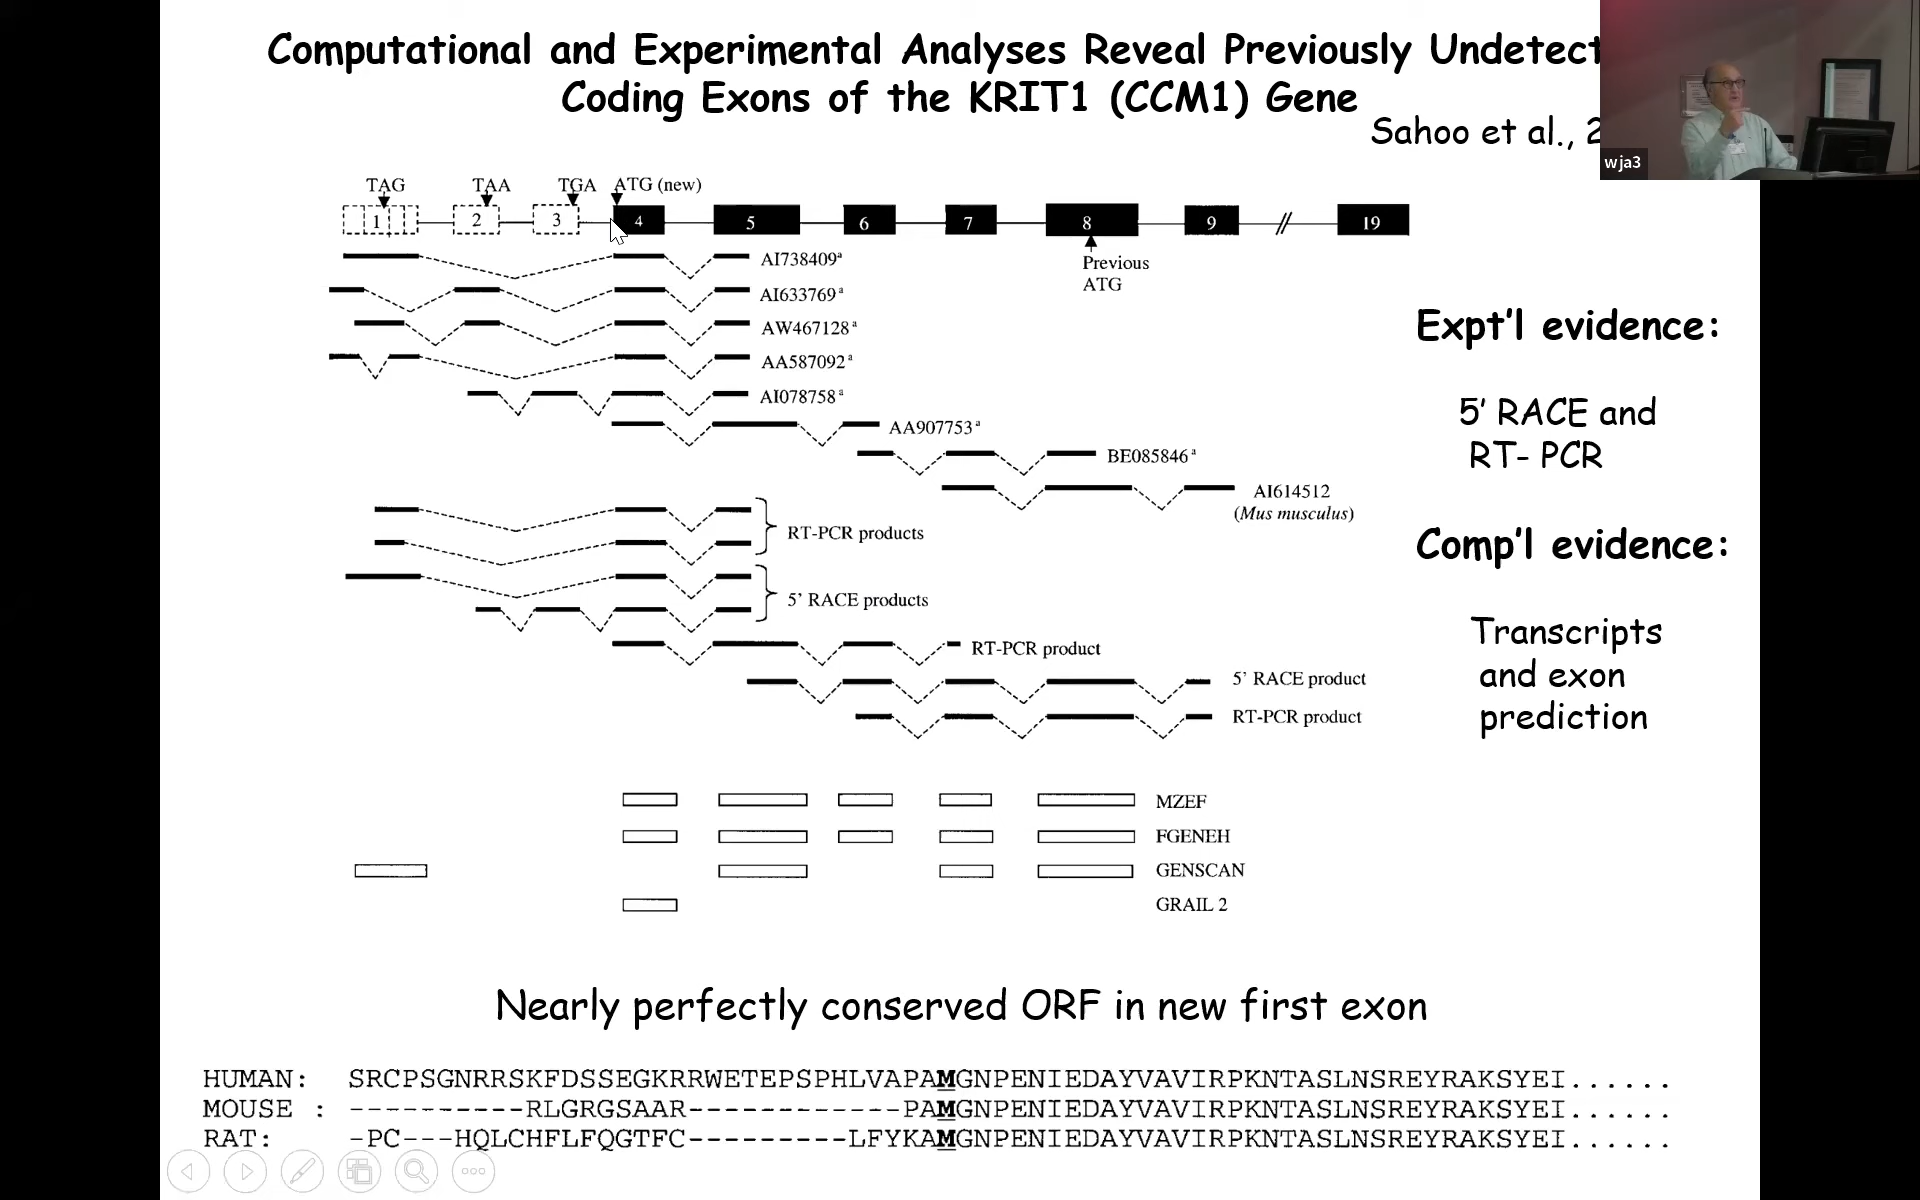 Computational and Experimental Analyses Reveal Previously Undetect
Coding Exons of the KRIT1 (CCM1) Gene
Sahoo et al., 2
wja3
TAG TAA TGA ATG (new)
1 2 3 4 5 6 7 8 9 // 19
Previous
ATG
AI738409ª
AI633769ª
AW467128ª
AA587092ª
AI078758ª
AA907753ª
BE085846ª
AI614512
(Mus musculus)
RT-PCR products
5’ RACE products
RT-PCR product
5’ RACE product
RT-PCR product
MZEF
FGENEH
GENSCAN
GRAIL 2
Expt’l evidence:
5’ RACE and
RT- PCR
Comp’l evidence:
Transcripts
and exon
prediction
Nearly perfectly conserved ORF in new first exon
HUMAN: SRCPSGNRRSKFDSSEGKRRWETEPSPHLVAPAMGNPENIEDAYVAVIRPKNTASLNSREYRAKSYEI......
MOUSE : ----------RLGRGSAAR------------PAMGNPENIEDAYVAVIRPKNTASLNSREYRAKSYEI......
RAT: -PC---HQLCHFLFQGTFC---------LFYKAMGNPENIEDAYVAVIRPKNTASLNSREYRAKSYEI......